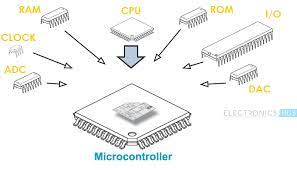 RAM
CPU
ROM
I/O
CLOCK
ADC
DAC
ELECTRONICS HUB
Microcontroller